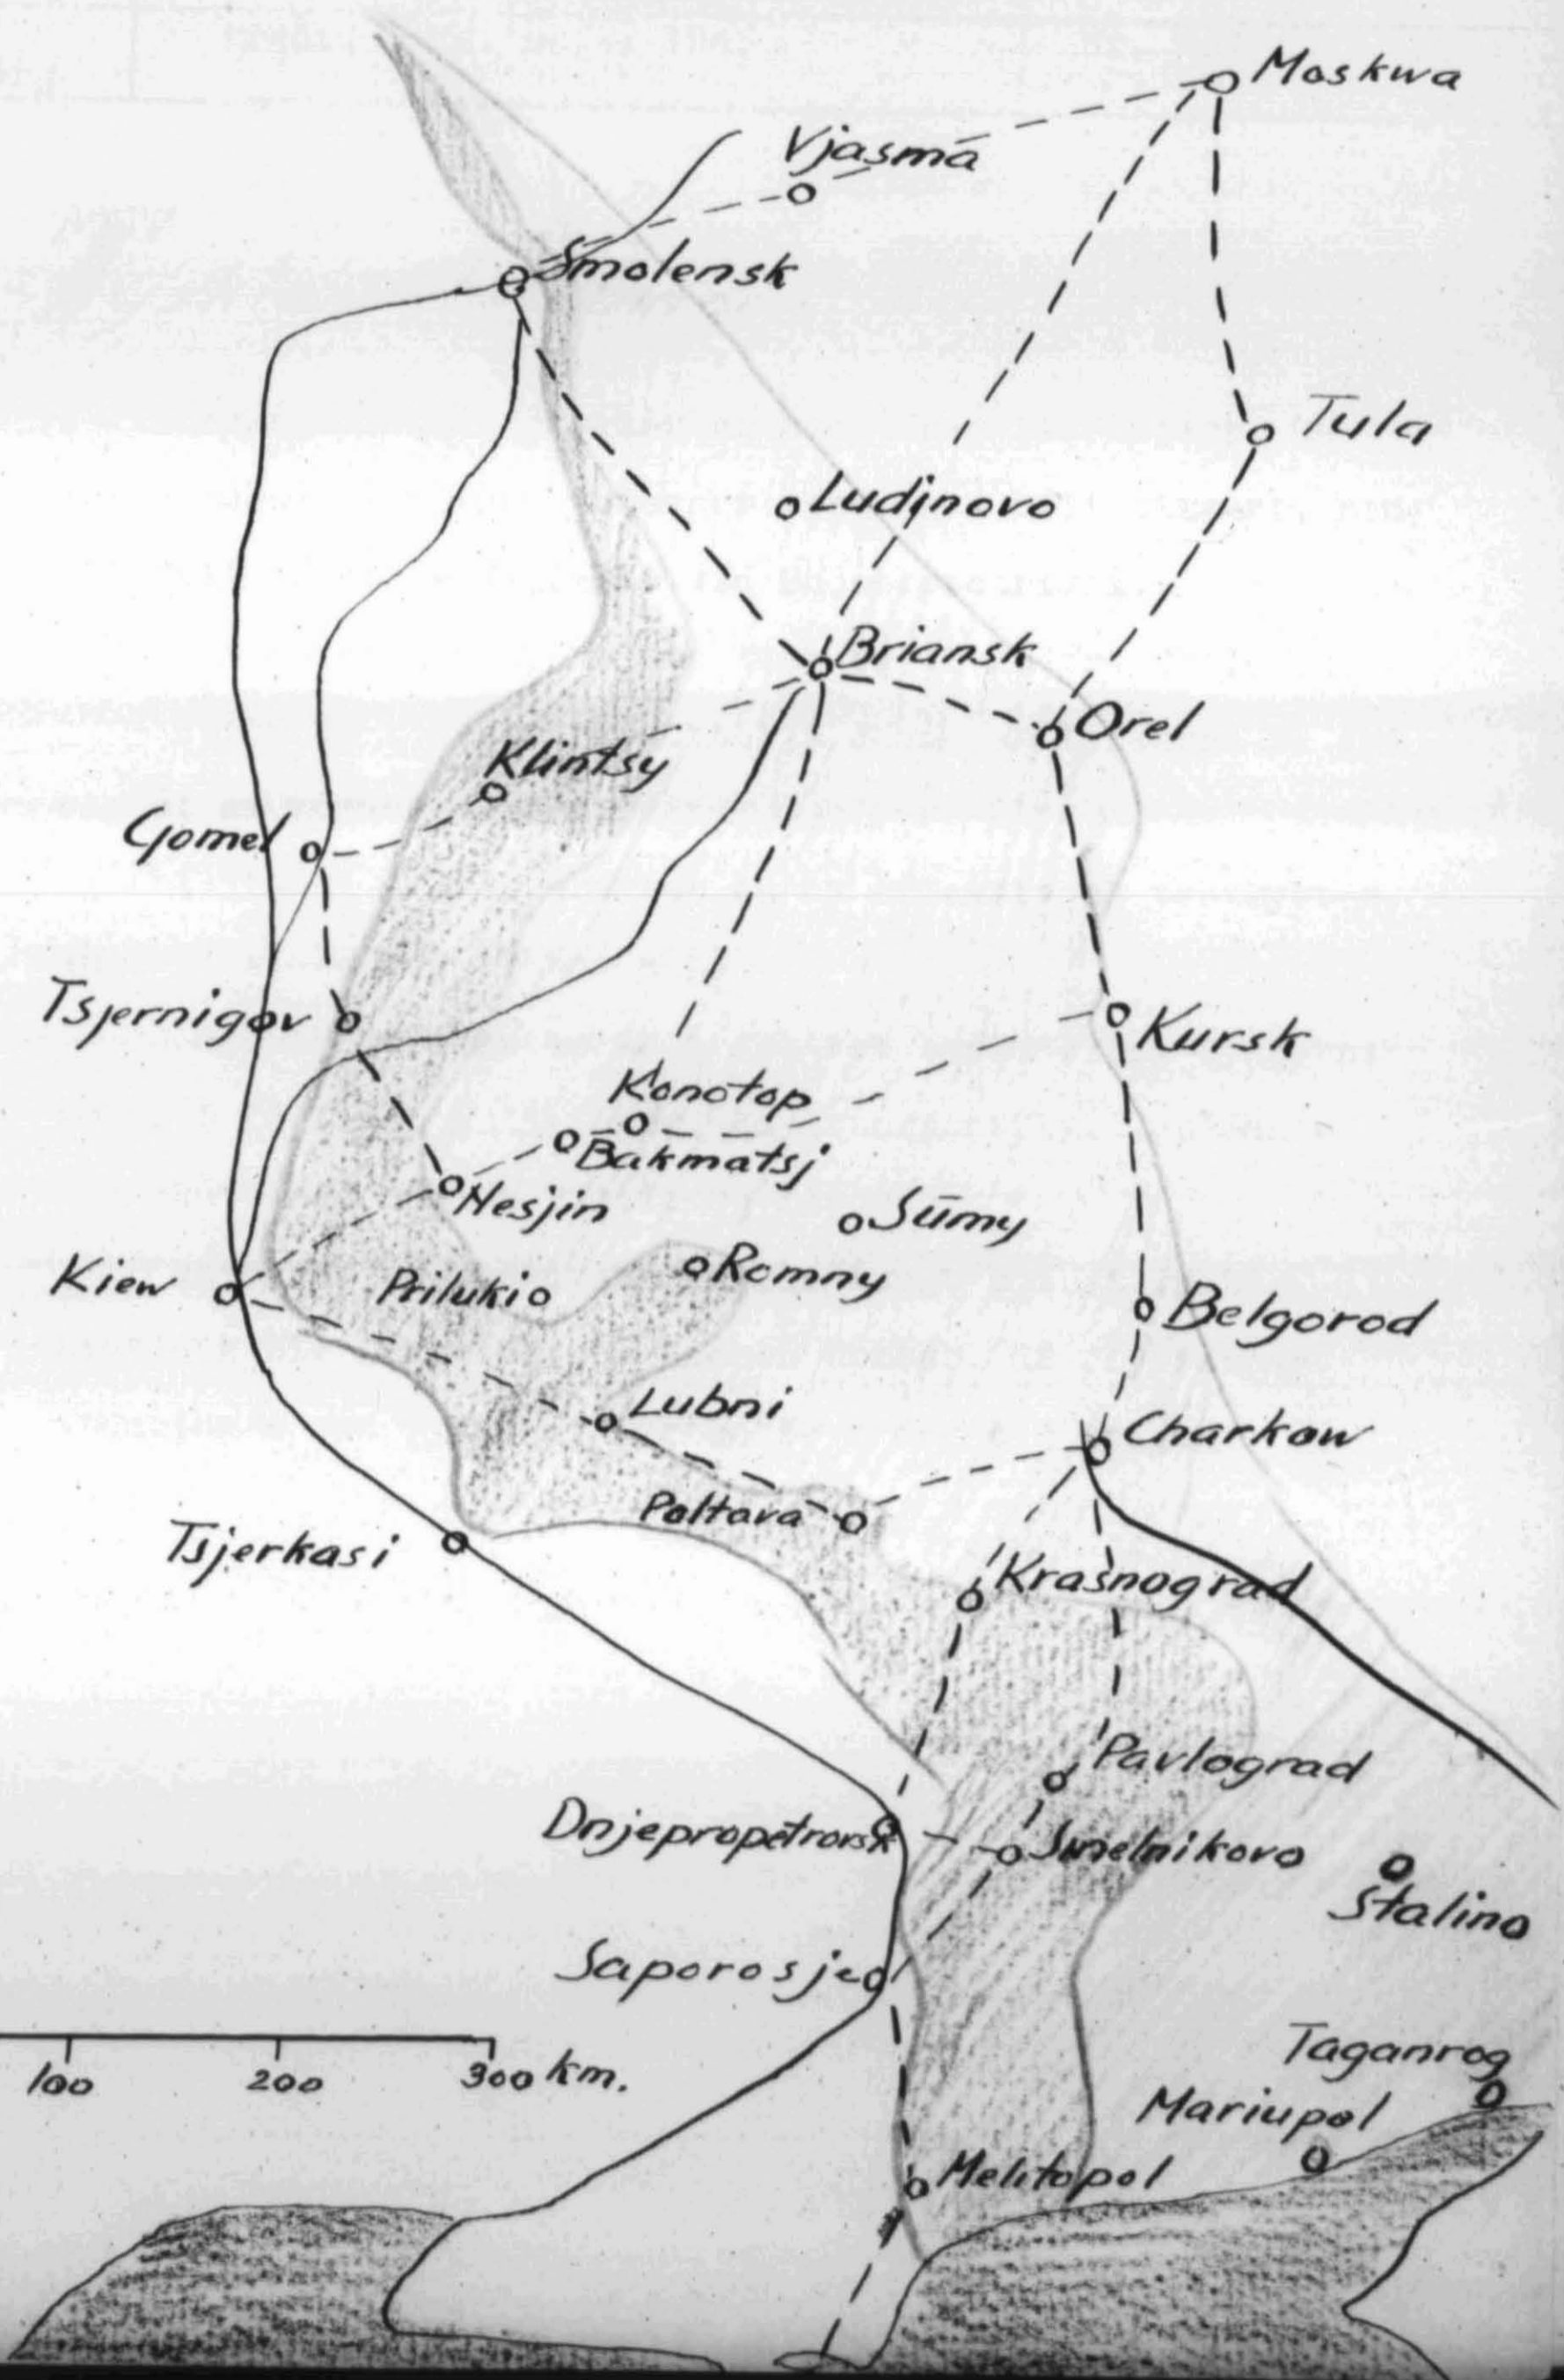 Moskwa
Vjasma
Smolensk
Tula
Ludinovo
Briansk
Orel
Klintsy
Gomel
Tsjernigov
Kursk
Konotop
Bakmatsj
Nesjin
Sumy
Romny
Kiew
Priluki
Belgorod
Lubni
Charkow
Poltava
Tsjerkasi
Krasnograd
Pavlograd
Dnjepropetrovsk
Sinelnikovo
Stalino
Saporosje
100 200 300 km.
Taganrog
Mariupol
Melitopol